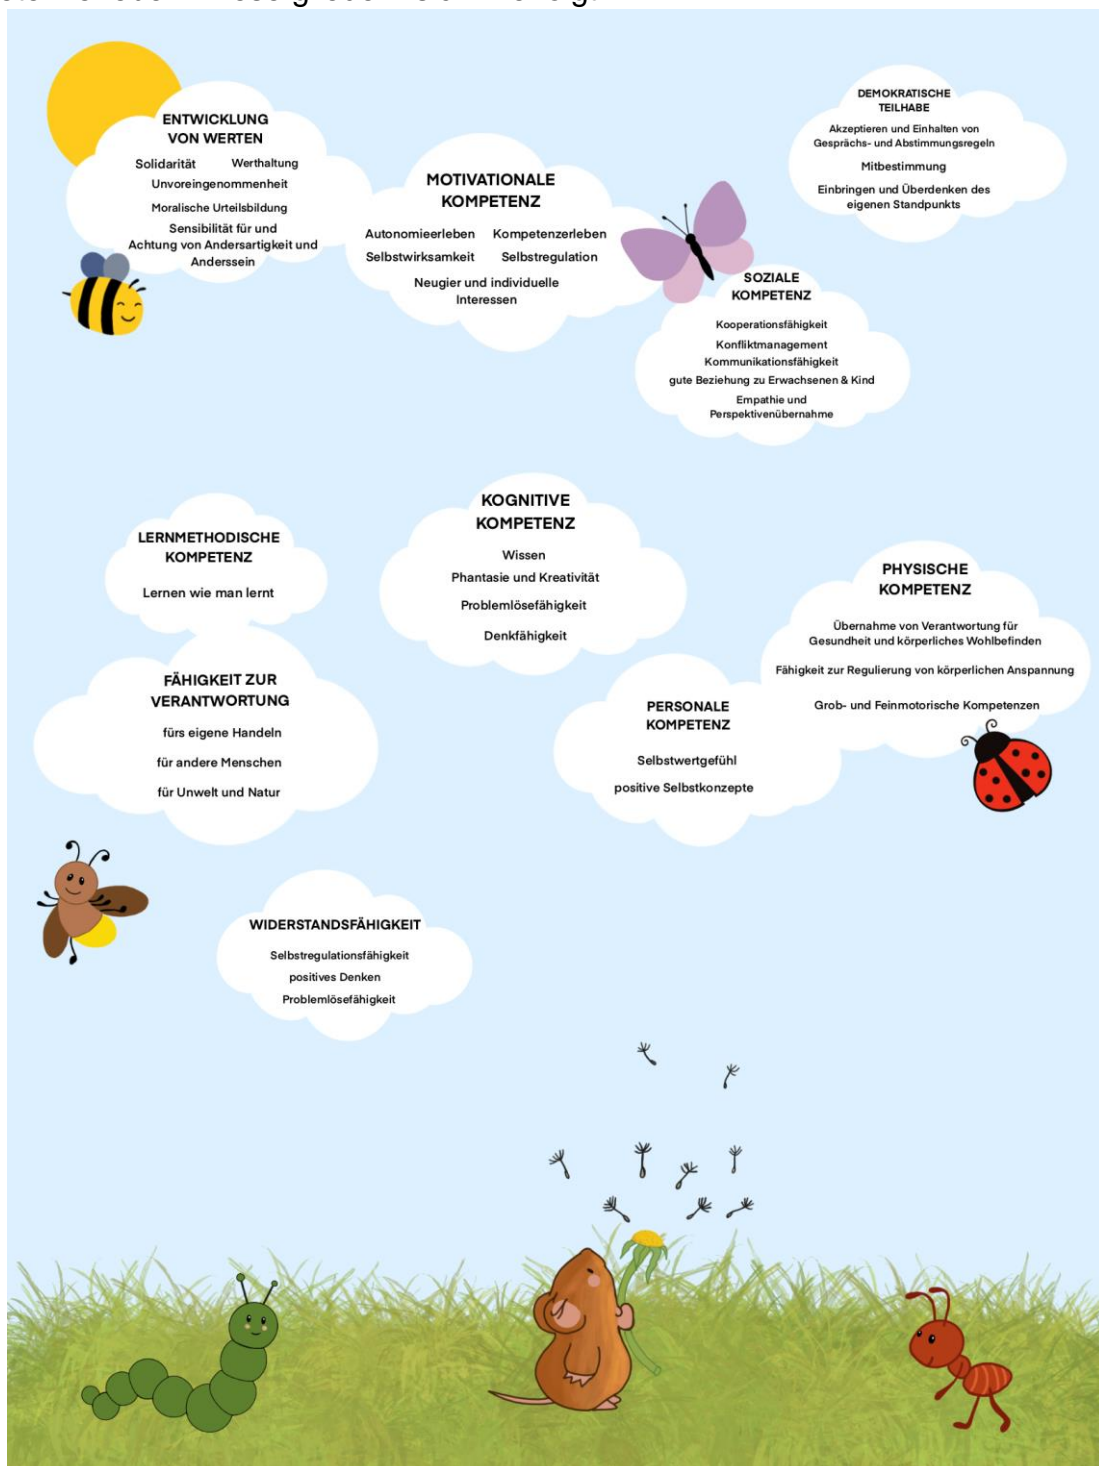 ENTWICKLUNG
VON WERTEN
Solidarität Werthaltung
Unvoreingenommenheit
Moralische Urteilsbildung
Sensibilität für und
Achtung von Andersartigkeit und
Anderssein
MOTIVATIONALE
KOMPETENZ
Autonomieerleben Kompetenzerleben
Selbstwirksamkeit Selbstregulation
Neugier und individuelle
Interessen
DEMOKRATISCHE
TEILHABE
Akzeptieren und Einhalten von
Gesprächs- und Abstimmungsregeln
Mitbestimmung
Einbringen und Überdenken des
eigenen Standpunkts
SOZIALE
KOMPETENZ
Kooperationsfähigkeit
Konfliktmanagement
Kommunikationsfähigkeit
gute Beziehung zu Erwachsenen & Kind
Empathie und
Perspektivenübernahme
LERNMETHODISCHE
KOMPETENZ
Lernen wie man lernt
KOGNITIVE
KOMPETENZ
Wissen
Phantasie und Kreativität
Problemlösefähigkeit
Denkfähigkeit
PHYSISCHE
KOMPETENZ
Übernahme von Verantwortung für
Gesundheit und körperliches Wohlbefinden
Fähigkeit zur Regulierung von körperlichen Anspannung
Grob- und Feinmotorische Kompetenzen
FÄHIGKEIT ZUR
VERANTWORTUNG
fürs eigene Handeln
für andere Menschen
für Unwelt und Natur
PERSONALE
KOMPETENZ
Selbstwertgefühl
positive Selbstkonzepte
WIDERSTANDSFÄHIGKEIT
Selbstregulationsfähigkeit
positives Denken
Problemlösefähigkeit